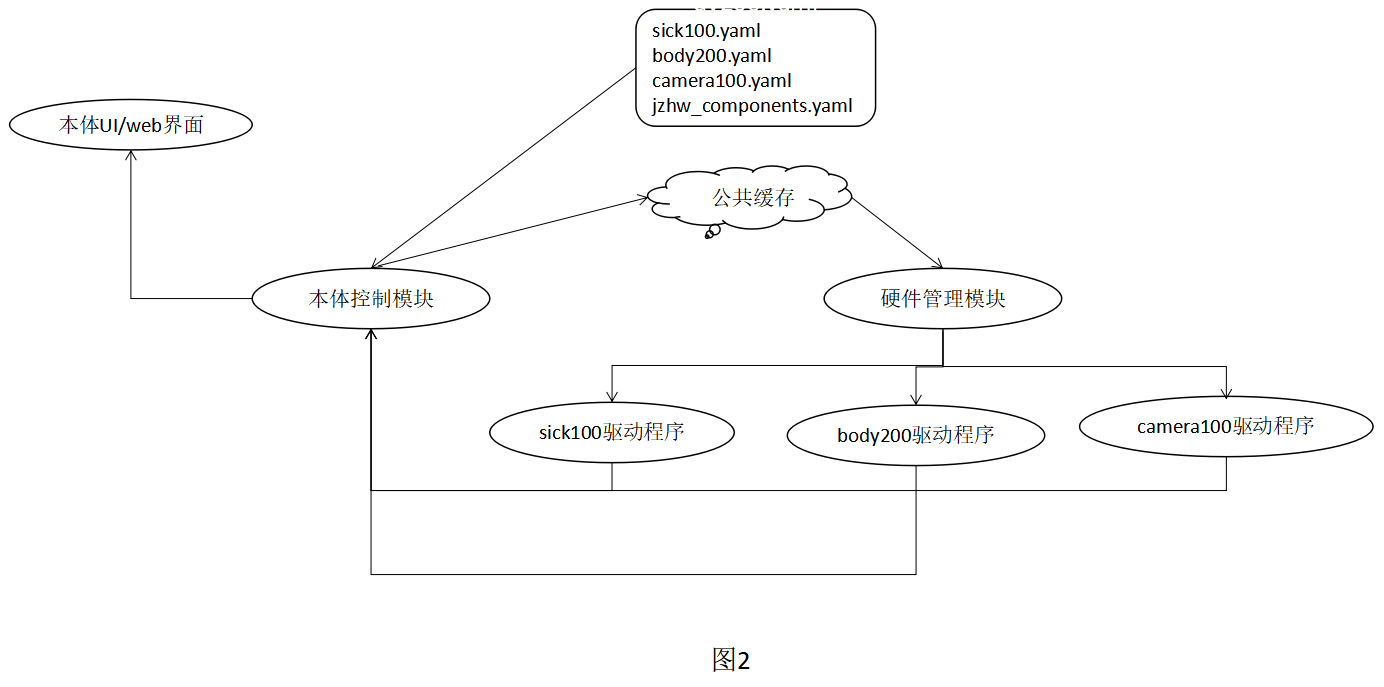 sick100.yaml
body200.yaml
camera100.yaml
jzhw_components.yaml
本体UI/web界面
公共缓存
本体控制模块
硬件管理模块
sick100驱动程序
body200驱动程序
camera100驱动程序
图2